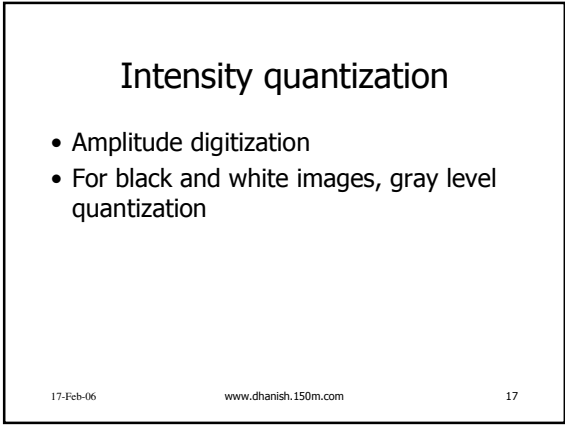 Intensity quantization
• Amplitude digitization
• For black and white images, gray level
quantization
17-Feb-06 www.dhanish.150m.com 17